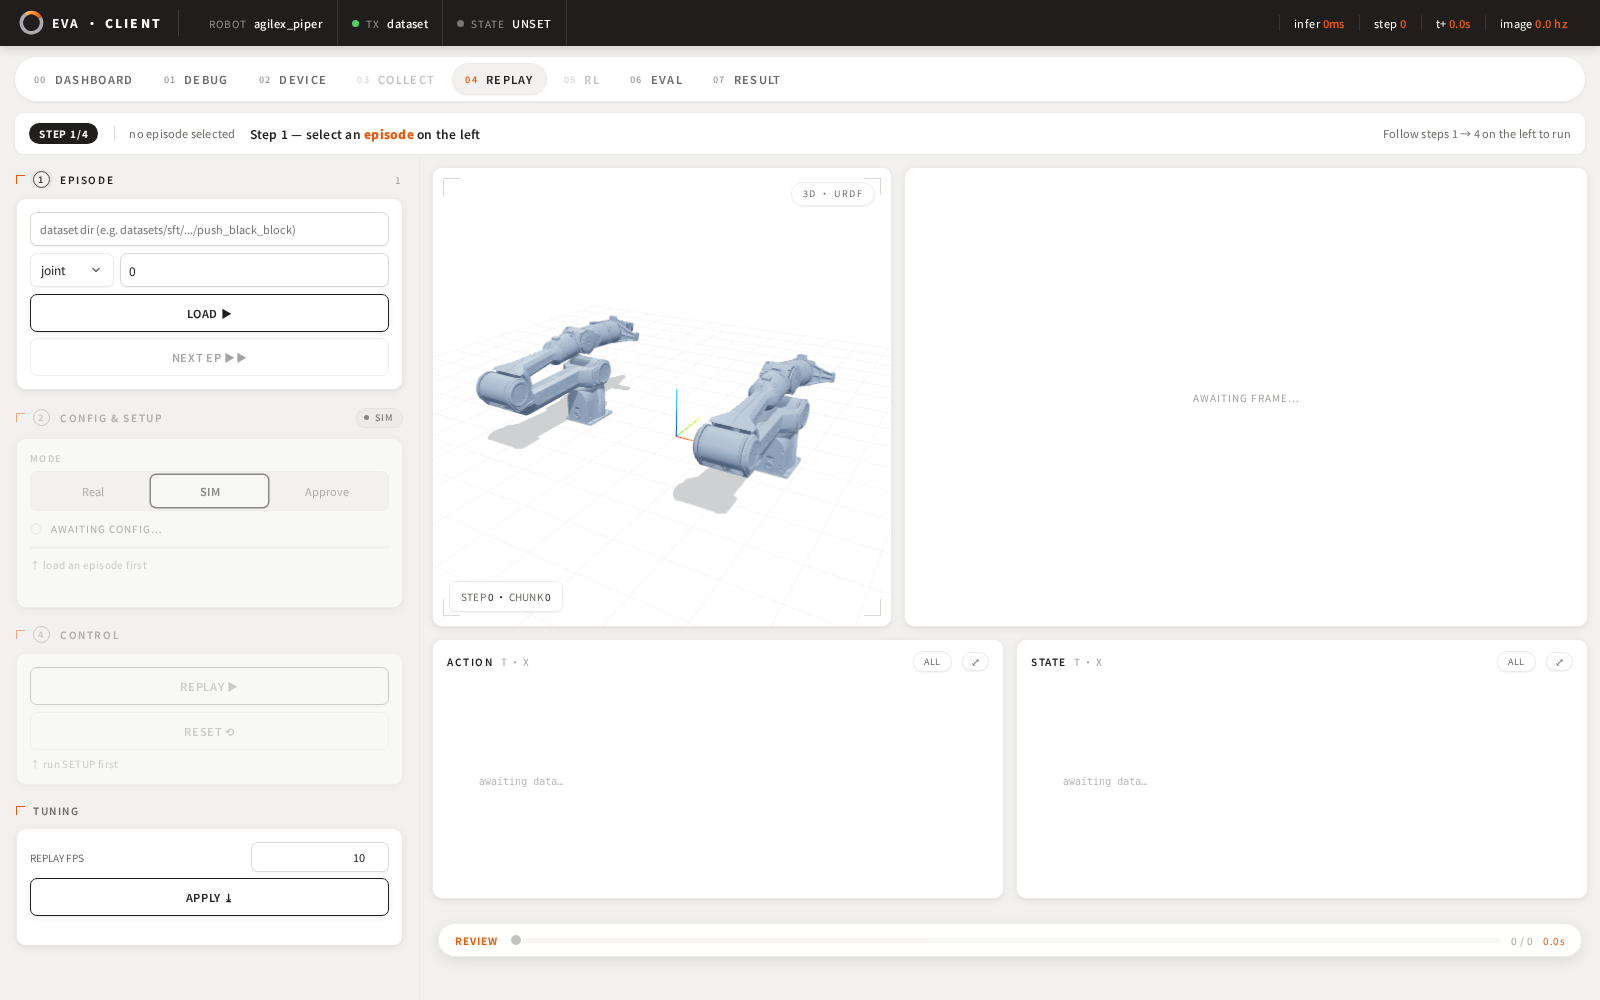 EVA · CLIENT
ROBOT agilex_piper
TX dataset
STATE UNSET
infer 0ms
step 0
t+ 0.0s
image 0.0 hz
00 DASHBOARD
01 DEBUG
02 DEVICE
03 COLLECT
04 REPLAY
05 RL
06 EVAL
07 RESULT
STEP 1/4
no episode selected
Step 1 — select an episode on the left
Follow steps 1 → 4 on the left to run
1 EPISODE 1
dataset dir (e.g. datasets/sft/.../push_black_block)
joint
0
LOAD ▶
NEXT EP ▶▶
2 CONFIG & SETUP
SIM
MODE
Real
SIM
Approve
AWAITING CONFIG...
↑ load an episode first
4 CONTROL
REPLAY ▶
RESET ⟲
↑ run SETUP first
TUNING
REPLAY FPS
10
APPLY ⤓
3D · URDF
STEP 0 · CHUNK 0
AWAITING FRAME...
ACTION T · X
ALL
⤢
awaiting data…
STATE T · X
ALL
⤢
awaiting data…
REVIEW
0 / 0
0.0s